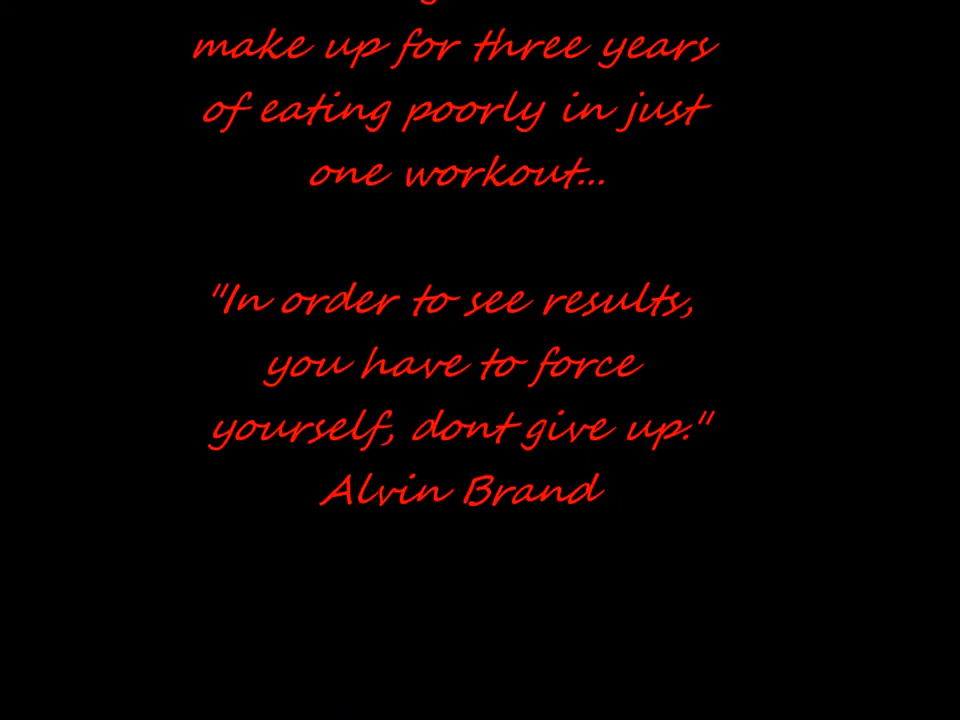 make up for three years
of eating poorly in just
one workout...
"In order to see results,
you have to force
yourself, dont give up."
Alvin Brand